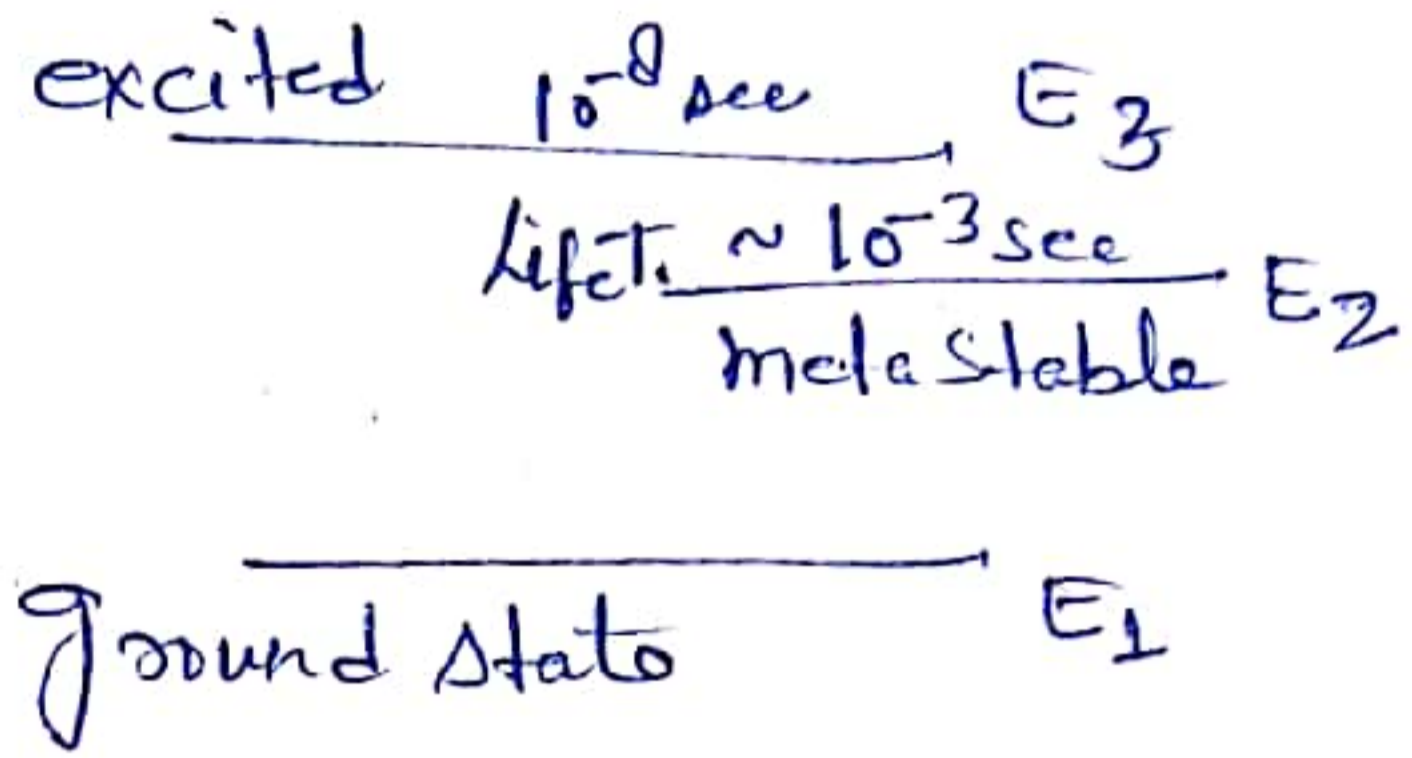 excited 10⁻⁸ sec E₃
LifeT. ~ 10⁻³ sec E₂
meta stable
E₁
ground state